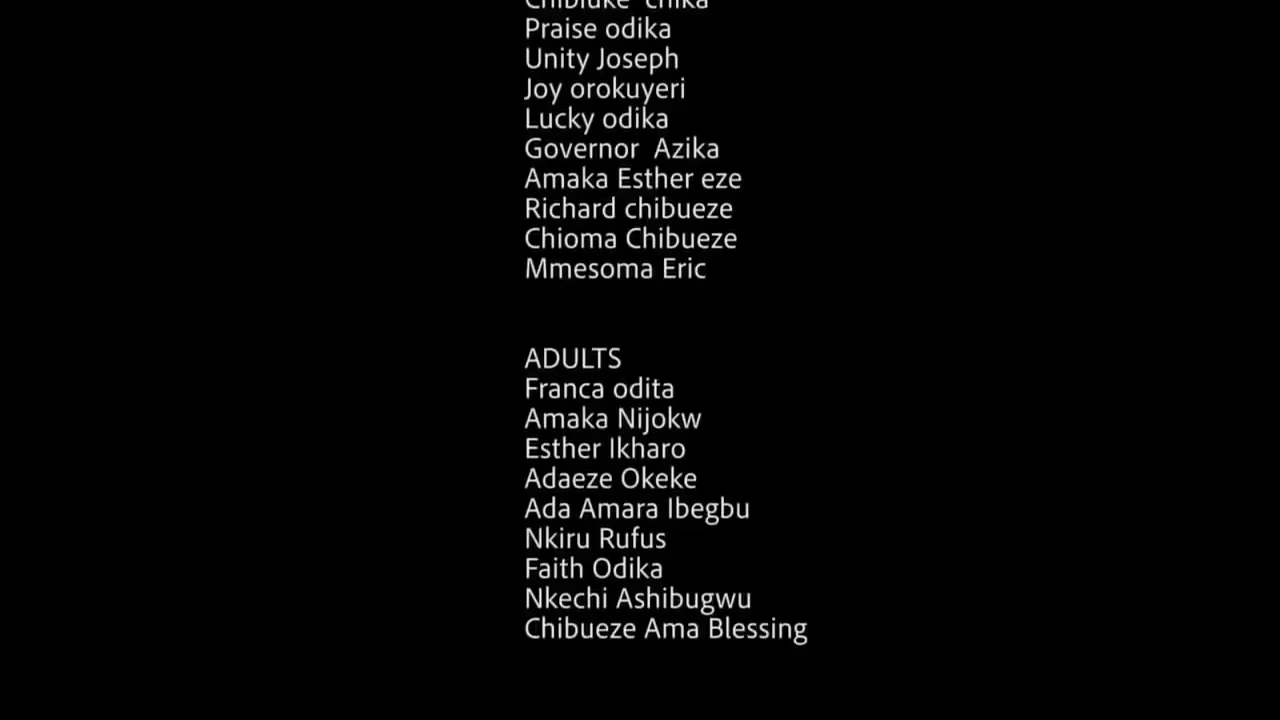 Praise odika
Unity Joseph
Joy orokuyeri
Lucky odika
Governor  Azika
Amaka Esther eze
Richard chibueze
Chioma Chibueze
Mmesoma Eric
ADULTS
Franca odita
Amaka Nijokw
Esther Ikharo
Adaeze Okeke
Ada Amara Ibegbu
Nkiru Rufus
Faith Odika
Nkechi Ashibugwu
Chibueze Ama Blessing